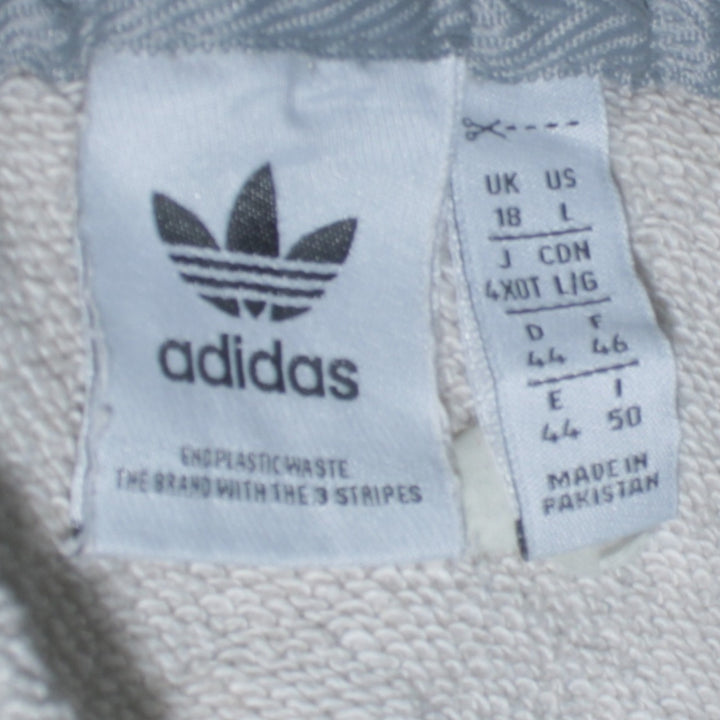 adidas
END PLASTIC WASTE
THE BRAND WITH THE 3 STRIPES
UK US
18 L
J CDN
4XOT L/G
D F
44 46
E I
44 50
MADE IN
PAKISTAN